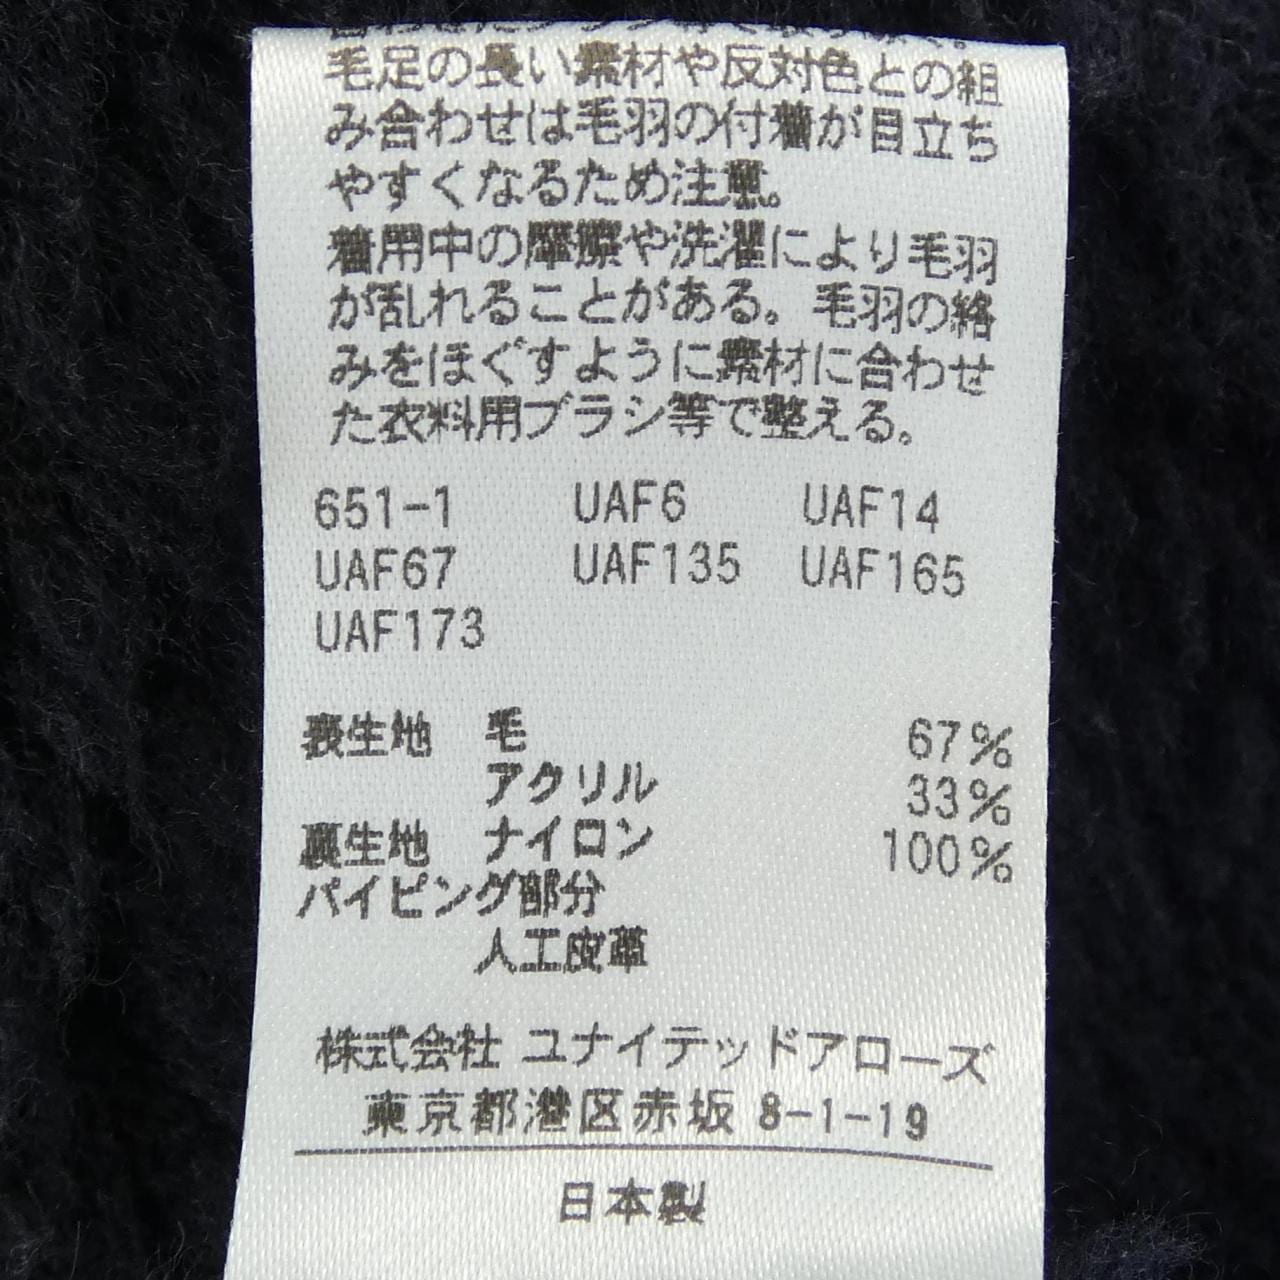 毛足の長い素材や反対色との組
み合わせは毛羽の付着が目立ち
やすくなるため注意。
着用中の摩擦や洗濯により毛羽
が乱れることがある。毛羽の絡
みをほぐすように素材に合わせ
た衣料用ブラシ等で整える。
651-1 UAF6 UAF14
UAF67 UAF135 UAF165
UAF173
表生地 毛 67%
アクリル 33%
裏生地 ナイロン 100%
パイピング部分
人工皮革
株式会社 ユナイテッドアローズ
東京都港区赤坂 8-1-19
日本製